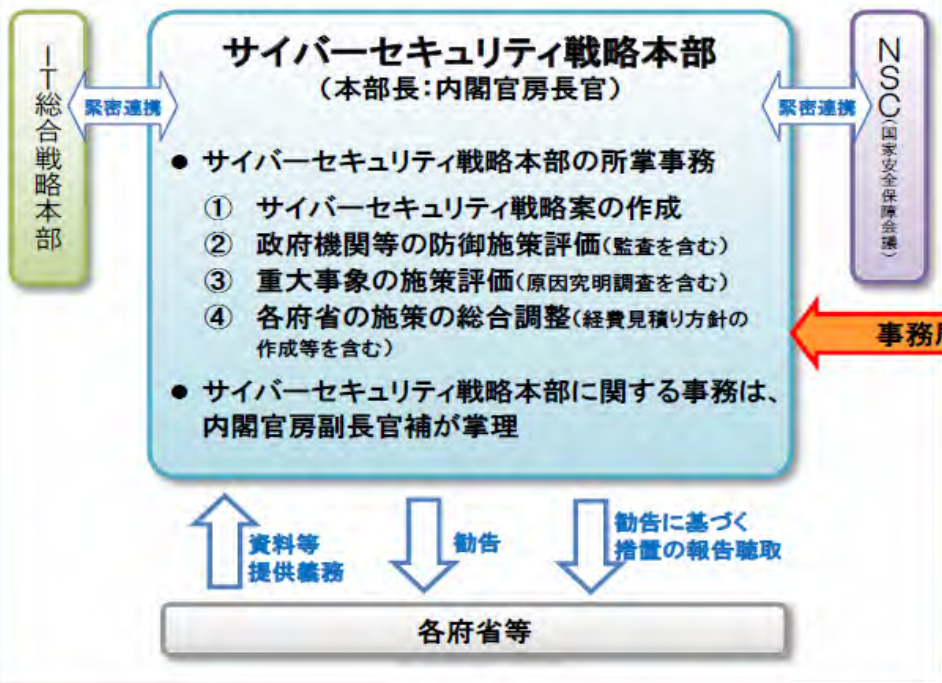 サイバーセキュリティ戦略本部
（本部長：内閣官房長官）
IT総合戦略本部
緊密連携
緊密連携
NSC（国家安全保障会議）
● サイバーセキュリティ戦略本部の所掌事務
① サイバーセキュリティ戦略案の作成
② 政府機関等の防御施策評価（監査を含む）
③ 重大事象の施策評価（原因究明調査を含む）
④ 各府省の施策の総合調整（経費見積り方針の
作成等を含む）
事務
● サイバーセキュリティ戦略本部に関する事務は、
内閣官房副長官補が掌理
資料等
提供義務
勧告
勧告に基づく
措置の報告聴取
各府省等